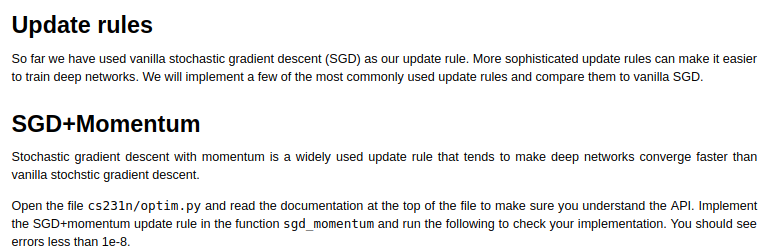 Update rules
So far we have used vanilla stochastic gradient descent (SGD) as our update rule. More sophisticated update rules can make it easier
to train deep networks. We will implement a few of the most commonly used update rules and compare them to vanilla SGD.
SGD+Momentum
Stochastic gradient descent with momentum is a widely used update rule that tends to make deep networks converge faster than
vanilla stochstic gradient descent.
Open the file cs231n/optim.py and read the documentation at the top of the file to make sure you understand the API. Implement
the SGD+momentum update rule in the function sgd_momentum and run the following to check your implementation. You should see
errors less than 1e-8.